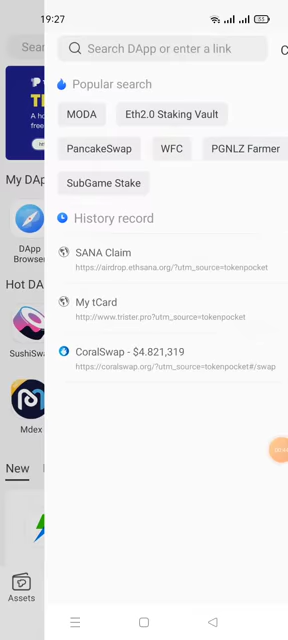 19:27
53
Sear
Search DApp or enter a link
C
Popular search
MODA
Eth2.0 Staking Vault
PancakeSwap
WFC
PGNLZ Farmer
SubGame Stake
History record
SANA Claim
https://airdrop.ethsana.org/?utm_source=tokenpocket
My tCard
http://www.trister.pro?utm_source=tokenpocket
CoralSwap - $4.821,319
https://coralswap.org/?utm_source=tokenpocket#/swap
My DAp
DApp
Browser
Hot DA
SushiSwa
Mdex
New
Assets